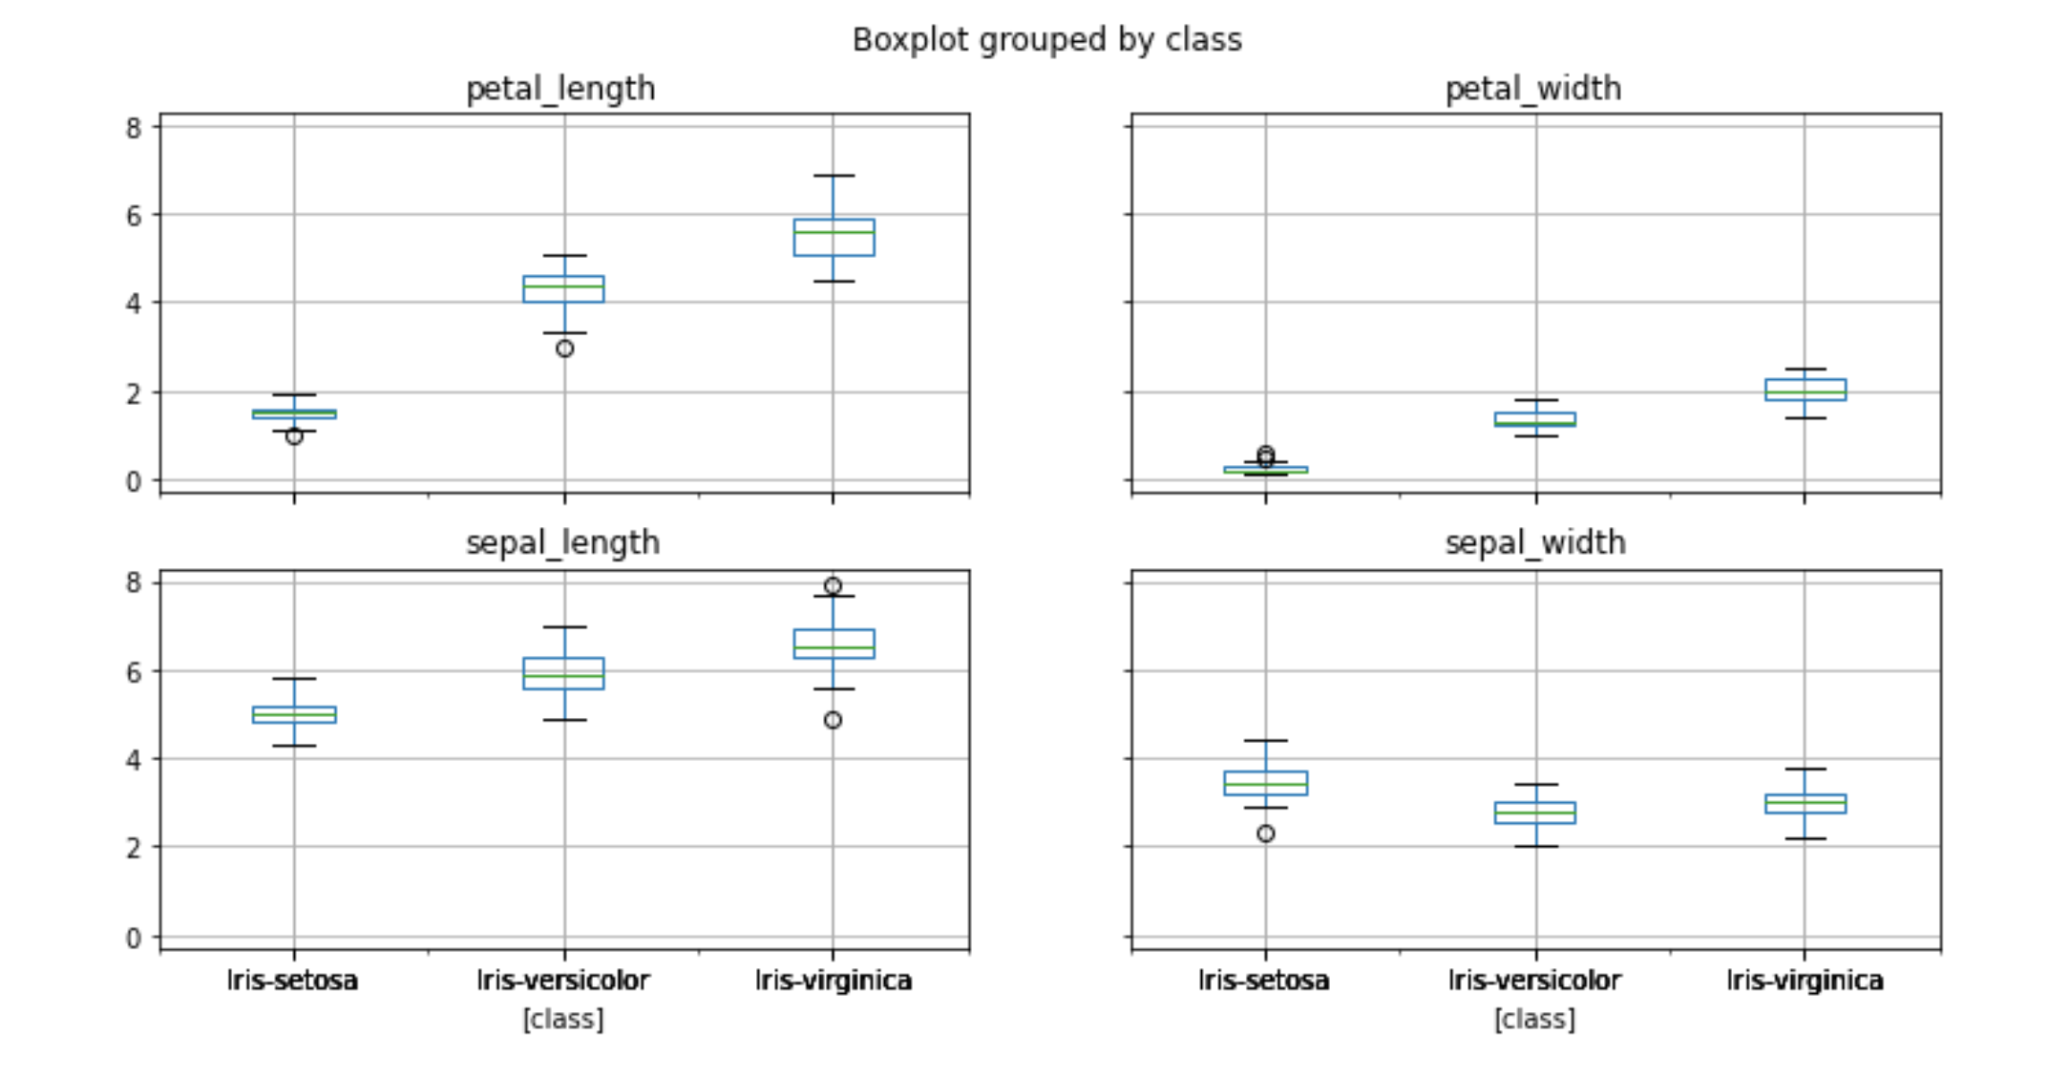 Boxplot grouped by class
petal_length
8
6
4
2
0
petal_width
sepal_length
8
6
4
2
0
Iris-setosa Iris-versicolor Iris-virginica
[class]
sepal_width
Iris-setosa Iris-versicolor Iris-virginica
[class]